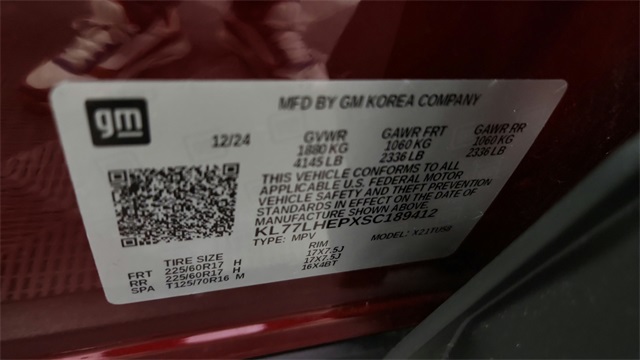 gm
MFD BY GM KOREA COMPANY
12/24 GVWR GAWR FRT GAWR RR
1880 KG 1060 KG 1060 KG
4145 LB 2336 LB 2336 LB
THIS VEHICLE CONFORMS TO ALL
APPLICABLE U.S. FEDERAL MOTOR
VEHICLE SAFETY AND THEFT PREVENTION
STANDARDS IN EFFECT ON THE DATE OF
MANUFACTURE SHOWN ABOVE.
KL77LHEPXSC189412
TYPE: MPV MODEL:
TIRE SIZE RIM
FRT 225/60R17 H 17X7.5J
RR 225/60R17 H 17X7.5J
SPA T125/70R16 M 16X4BT